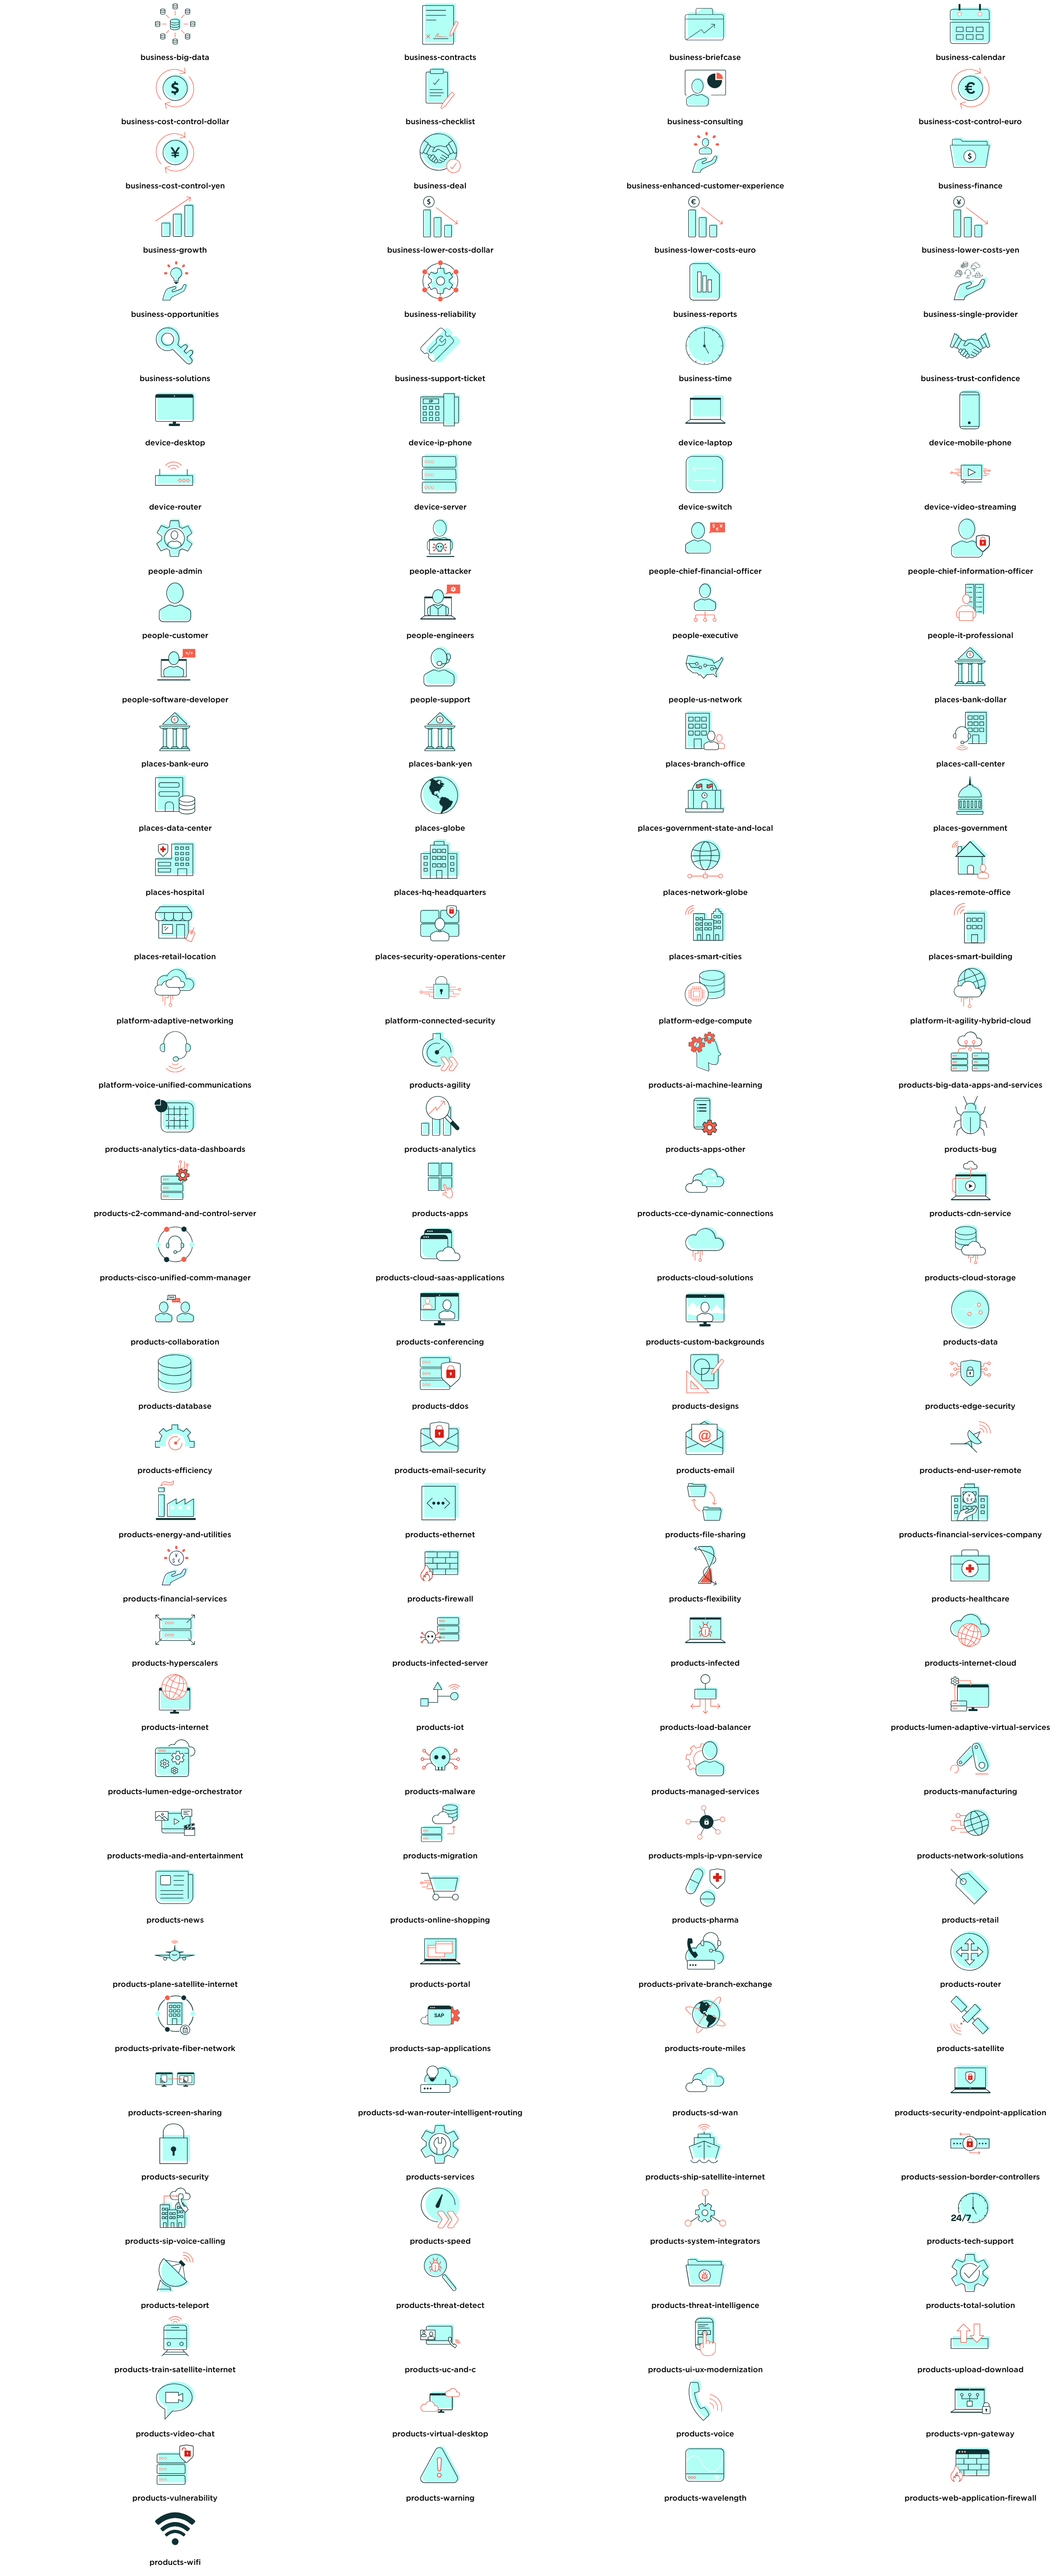 business-big-data
business-contracts
business-briefcase
business-calendar
business-cost-control-dollar
business-checklist
business-consulting
business-cost-control-euro
business-cost-control-yen
business-deal
business-enhanced-customer-experience
business-finance
business-growth
business-lower-costs-dollar
business-lower-costs-euro
business-lower-costs-yen
business-opportunities
business-reliability
business-reports
business-single-provider
business-solutions
business-support-ticket
business-time
business-trust-confidence
device-desktop
device-ip-phone
device-laptop
device-mobile-phone
device-router
device-server
device-switch
device-video-streaming
people-admin
people-attacker
people-chief-financial-officer
people-chief-information-officer
people-customer
people-engineers
people-executive
people-it-professional
people-software-developer
people-support
people-us-network
places-bank-dollar
places-bank-euro
places-bank-yen
places-branch-office
places-call-center
places-data-center
places-globe
places-government-state-and-local
places-government
places-hospital
places-hq-headquarters
places-network-globe
places-remote-office
places-retail-location
places-security-operations-center
places-smart-cities
places-smart-building
platform-adaptive-networking
platform-connected-security
platform-edge-compute
platform-it-agility-hybrid-cloud
platform-voice-unified-communications
products-agility
products-ai-machine-learning
products-big-data-apps-and-services
products-analytics-data-dashboards
products-analytics
products-apps-other
products-bug
products-c2-command-and-control-server
products-apps
products-cce-dynamic-connections
products-cdn-service
products-cisco-unified-comm-manager
products-cloud-saas-applications
products-cloud-solutions
products-cloud-storage
products-collaboration
products-conferencing
products-custom-backgrounds
products-data
products-database
products-ddos
products-designs
products-edge-security
products-efficiency
products-email-security
@
products-email
products-end-user-remote
products-energy-and-utilities
products-ethernet
products-file-sharing
products-financial-services-company
products-financial-services
products-firewall
products-flexibility
products-healthcare
products-hyperscalers
products-infected-server
products-infected
products-internet-cloud
products-internet
products-iot
products-load-balancer
products-lumen-adaptive-virtual-services
products-lumen-edge-orchestrator
products-malware
products-managed-services
products-manufacturing
products-media-and-entertainment
products-migration
products-mpls-ip-vpn-service
products-network-solutions
products-news
products-online-shopping
products-pharma
products-retail
products-plane-satellite-internet
products-portal
products-private-branch-exchange
products-router
products-private-fiber-network
SAP
products-sap-applications
products-route-miles
products-satellite
products-screen-sharing
products-sd-wan-router-intelligent-routing
products-sd-wan
products-security-endpoint-application
products-security
products-services
products-ship-satellite-internet
products-session-border-controllers
products-sip-voice-calling
products-speed
products-system-integrators
24/7
products-tech-support
products-teleport
products-threat-detect
products-threat-intelligence
products-total-solution
products-train-satellite-internet
products-uc-and-c
products-ui-ux-modernization
products-upload-download
products-video-chat
products-virtual-desktop
products-voice
products-vpn-gateway
products-vulnerability
products-warning
products-wavelength
products-web-application-firewall
products-wifi